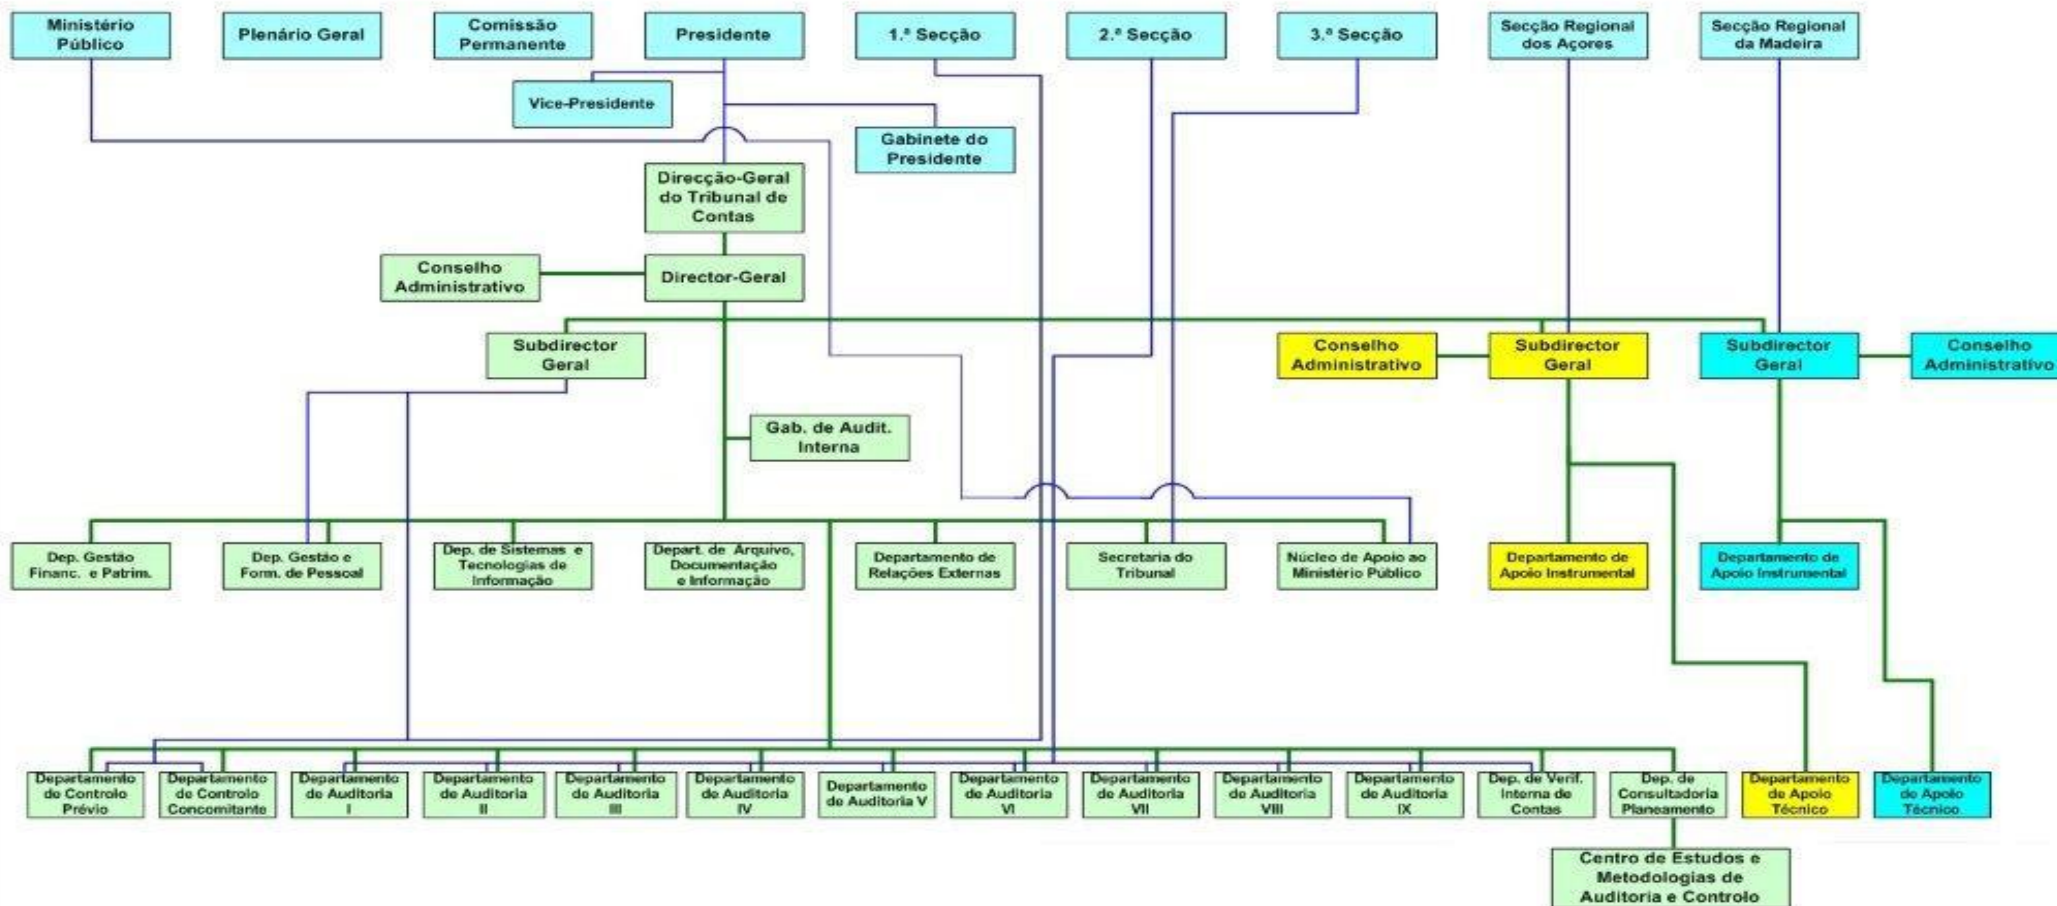 Ministério
Público
Plenário Geral
Comissão
Permanente
Presidente
1.ª Secção
2.ª Secção
3.ª Secção
Secção Regional
dos Açores
Secção Regional
da Madeira
Vice-Presidente
Gabinete do
Presidente
Direcção-Geral
do Tribunal de
Contas
Conselho
Administrativo
Director-Geral
Subdirector
Geral
Conselho
Administrativo
Subdirector
Geral
Subdirector
Geral
Conselho
Administrativo
Gab. de Audit.
Interna
Dep. Gestão
Financ. e Patrim.
Dep. Gestão e
Form. de Pessoal
Dep. de Sistemas e
Tecnologias de
Informação
Depart. de Arquivo,
Documentação
e Informação
Departamento de
Relações Externas
Secretaria do
Tribunal
Núcleo de Apoio ao
Ministério Público
Departamento de
Apoio Instrumental
Departamento de
Apoio Instrumental
Departamento
de Controlo
Prévio
Departamento
de Controlo
Concomitante
Departamento
de Auditoria
I
Departamento
de Auditoria
II
Departamento
de Auditoria
III
Departamento
de Auditoria
IV
Departamento
de Auditoria V
Departamento
de Auditoria
VI
Departamento
de Auditoria
VII
Departamento
de Auditoria
VIII
Departamento
de Auditoria
IX
Dep. de Verif.
Interna de
Contas
Dep. de
Consultadoria
Planeamento
Departamento
de Apoio
Técnico
Departamento
de Apoio
Técnico
Centro de Estudos e
Metodologias de
Auditoria e Controlo